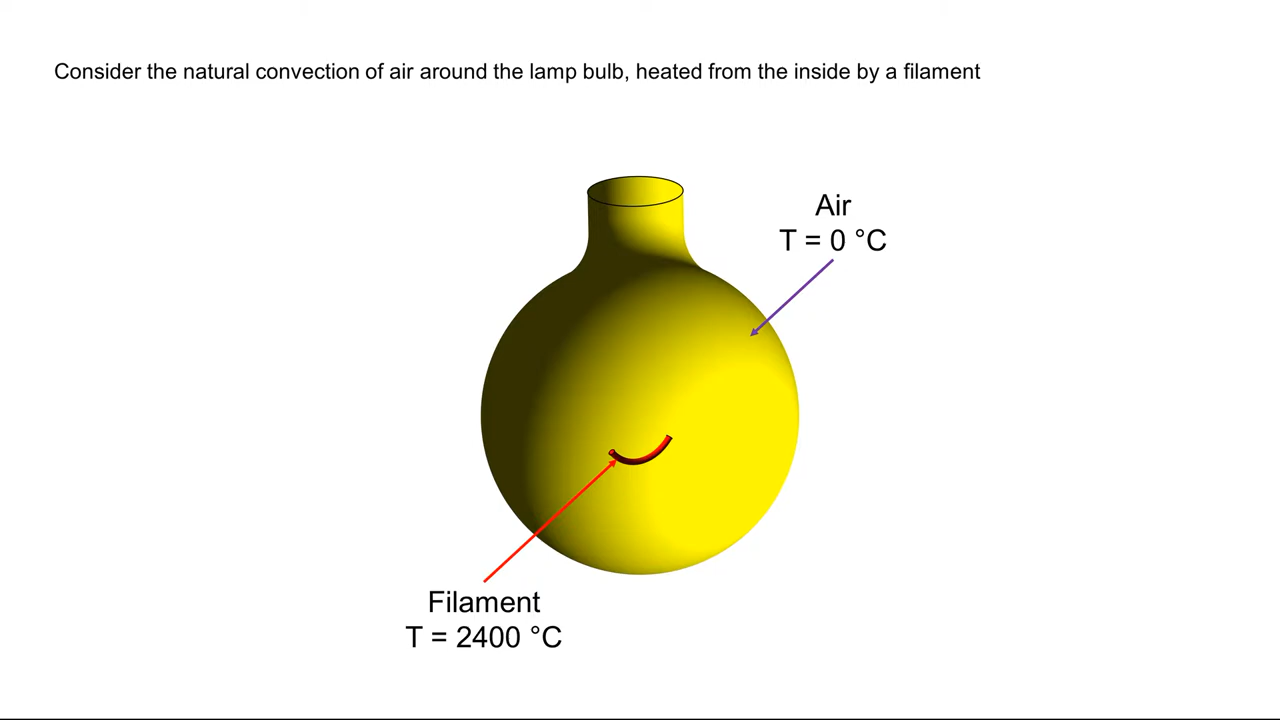 Consider the natural convection of air around the lamp bulb, heated from the inside by a filament
Air
T = 0 °C
Filament
T = 2400 °C